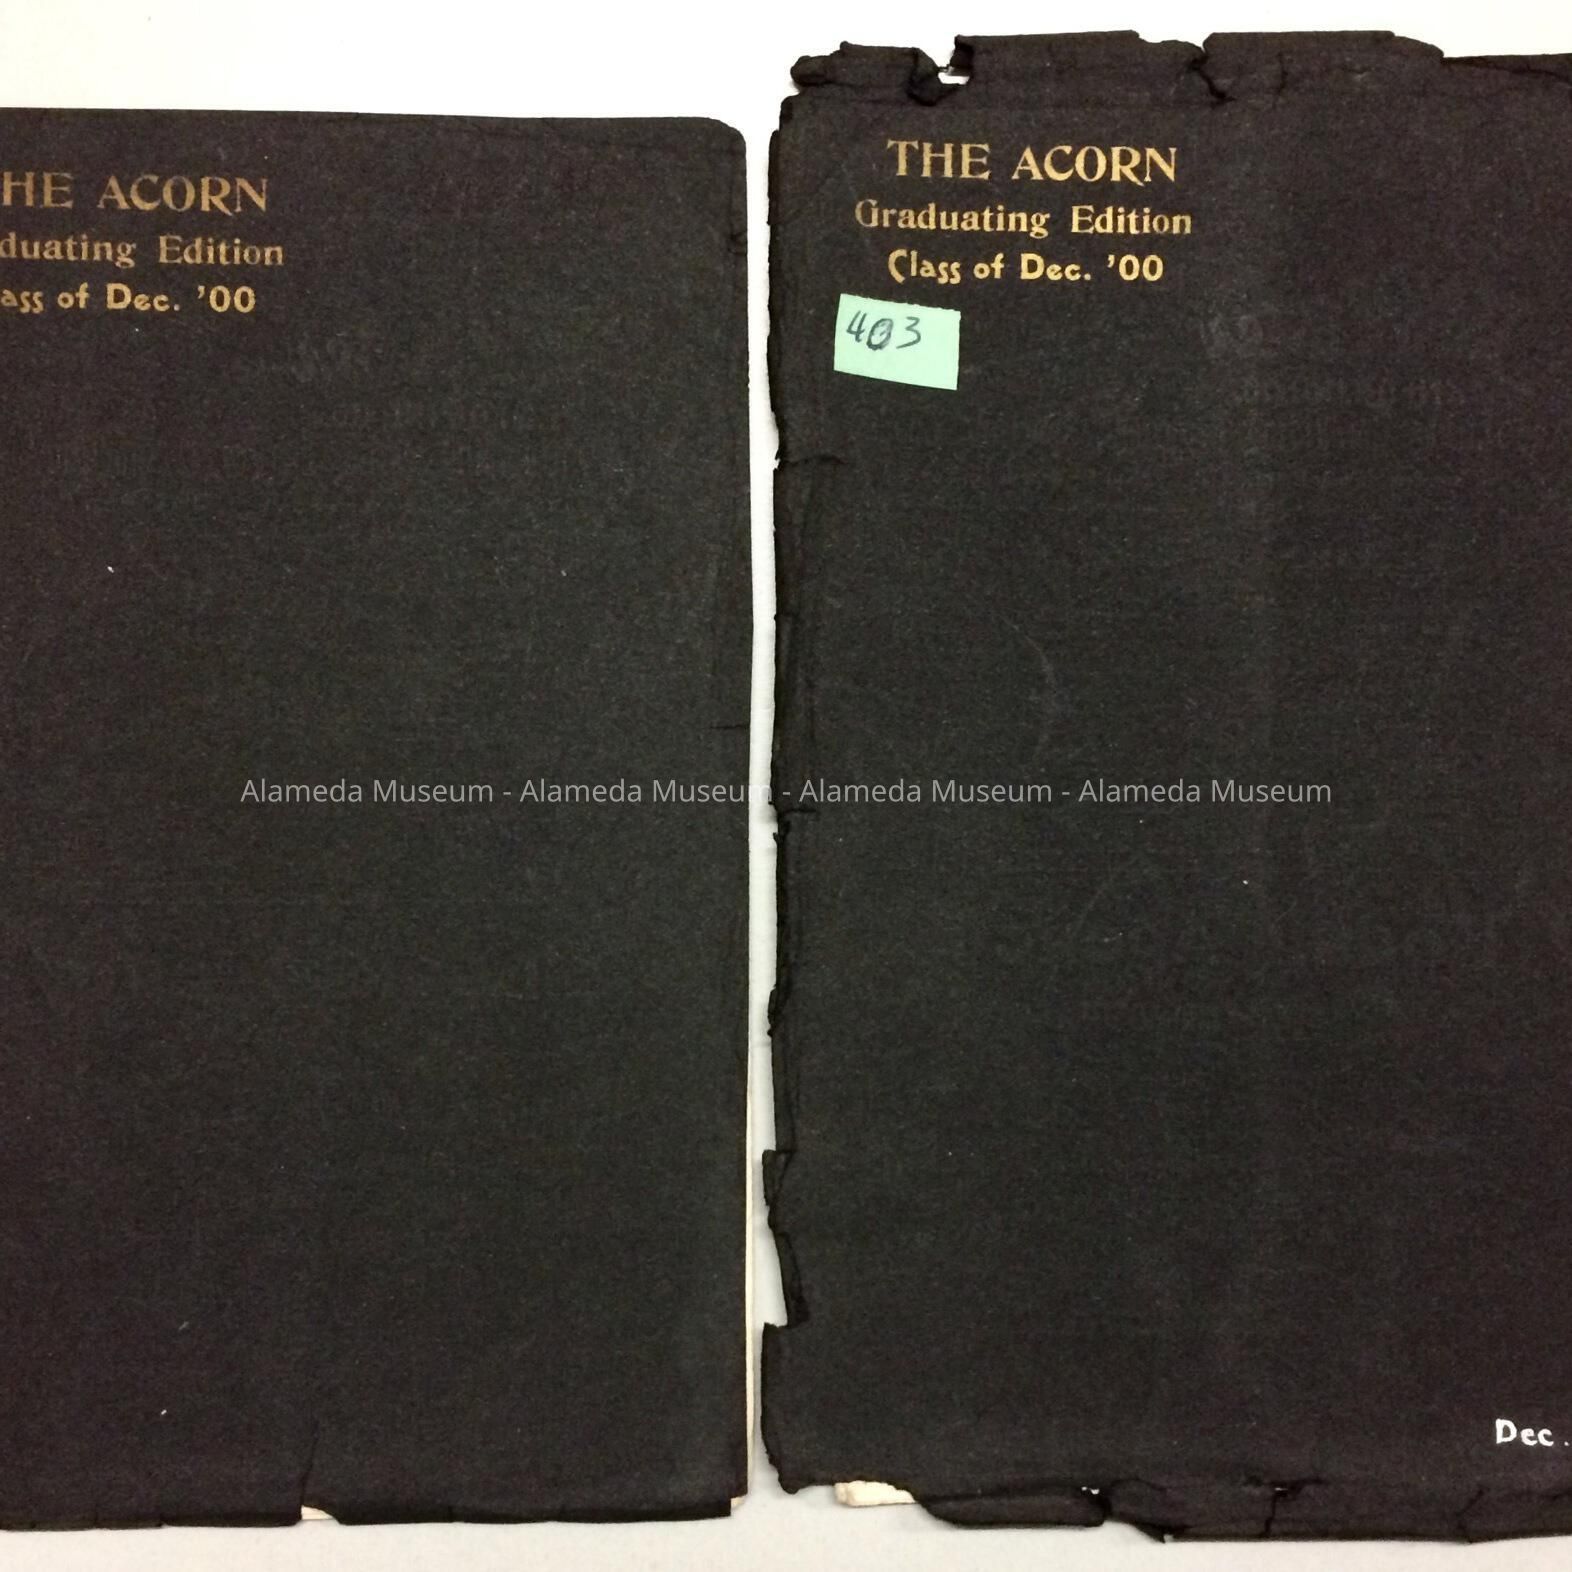 HE ACORN
duating Edition
ass of Dec. '00
THE ACORN
Graduating Edition
Class of Dec. '00
403
Alameda Museum - Alameda Museum - Alameda Museum - Alameda Museum
Dec.